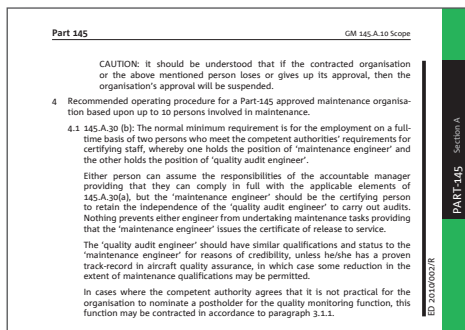 Part 145 GM 145.A.10 Scope
CAUTION: it should be understood that if the contracted organisation
or the above mentioned person loses or gives up its approval, then the
organisation's approval will be suspended.
4 Recommended operating procedure for a Part-145 approved maintenance organisa-
tion based upon up to 10 persons involved in maintenance.
4.1 145.A.30 (b): The normal minimum requirement is for the employment on a full-
time basis of two persons who meet the competent authorities' requirements for
certifying staff, whereby one holds the position of 'maintenance engineer' and
the other holds the position of 'quality audit engineer'.
Either person can assume the responsibilities of the accountable manager
providing that they can comply in full with the applicable elements of
145.A.30(a), but the 'maintenance engineer' should be the certifying person
to retain the independence of the 'quality audit engineer' to carry out audits.
Nothing prevents either engineer from undertaking maintenance tasks providing
that the 'maintenance engineer' issues the certificate of release to service.
The 'quality audit engineer' should have similar qualifications and status to the
'maintenance engineer' for reasons of credibility, unless he/she has a proven
track-record in aircraft quality assurance, in which case some reduction in the
extent of maintenance qualifications may be permitted.
In cases where the competent authority agrees that it is not practical for the
organisation to nominate a postholder for the quality monitoring function, this
function may be contracted in accordance to paragraph 3.1.1.
ED 2010/002/R
PART-145 Section A